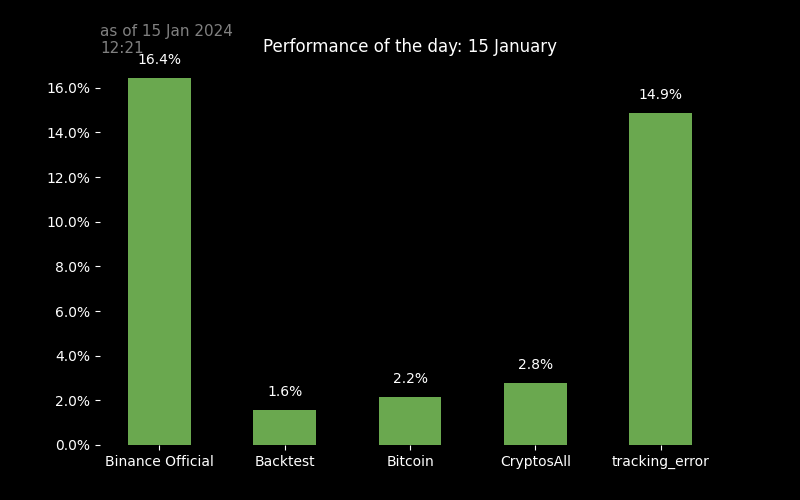 as of 15 Jan 2024
12:21
Performance of the day: 15 January
16.4%
1.6%
2.2%
2.8%
14.9%
16.0%
14.0%
12.0%
10.0%
8.0%
6.0%
4.0%
2.0%
0.0%
Binance Official
Backtest
Bitcoin
CryptosAll
tracking_error